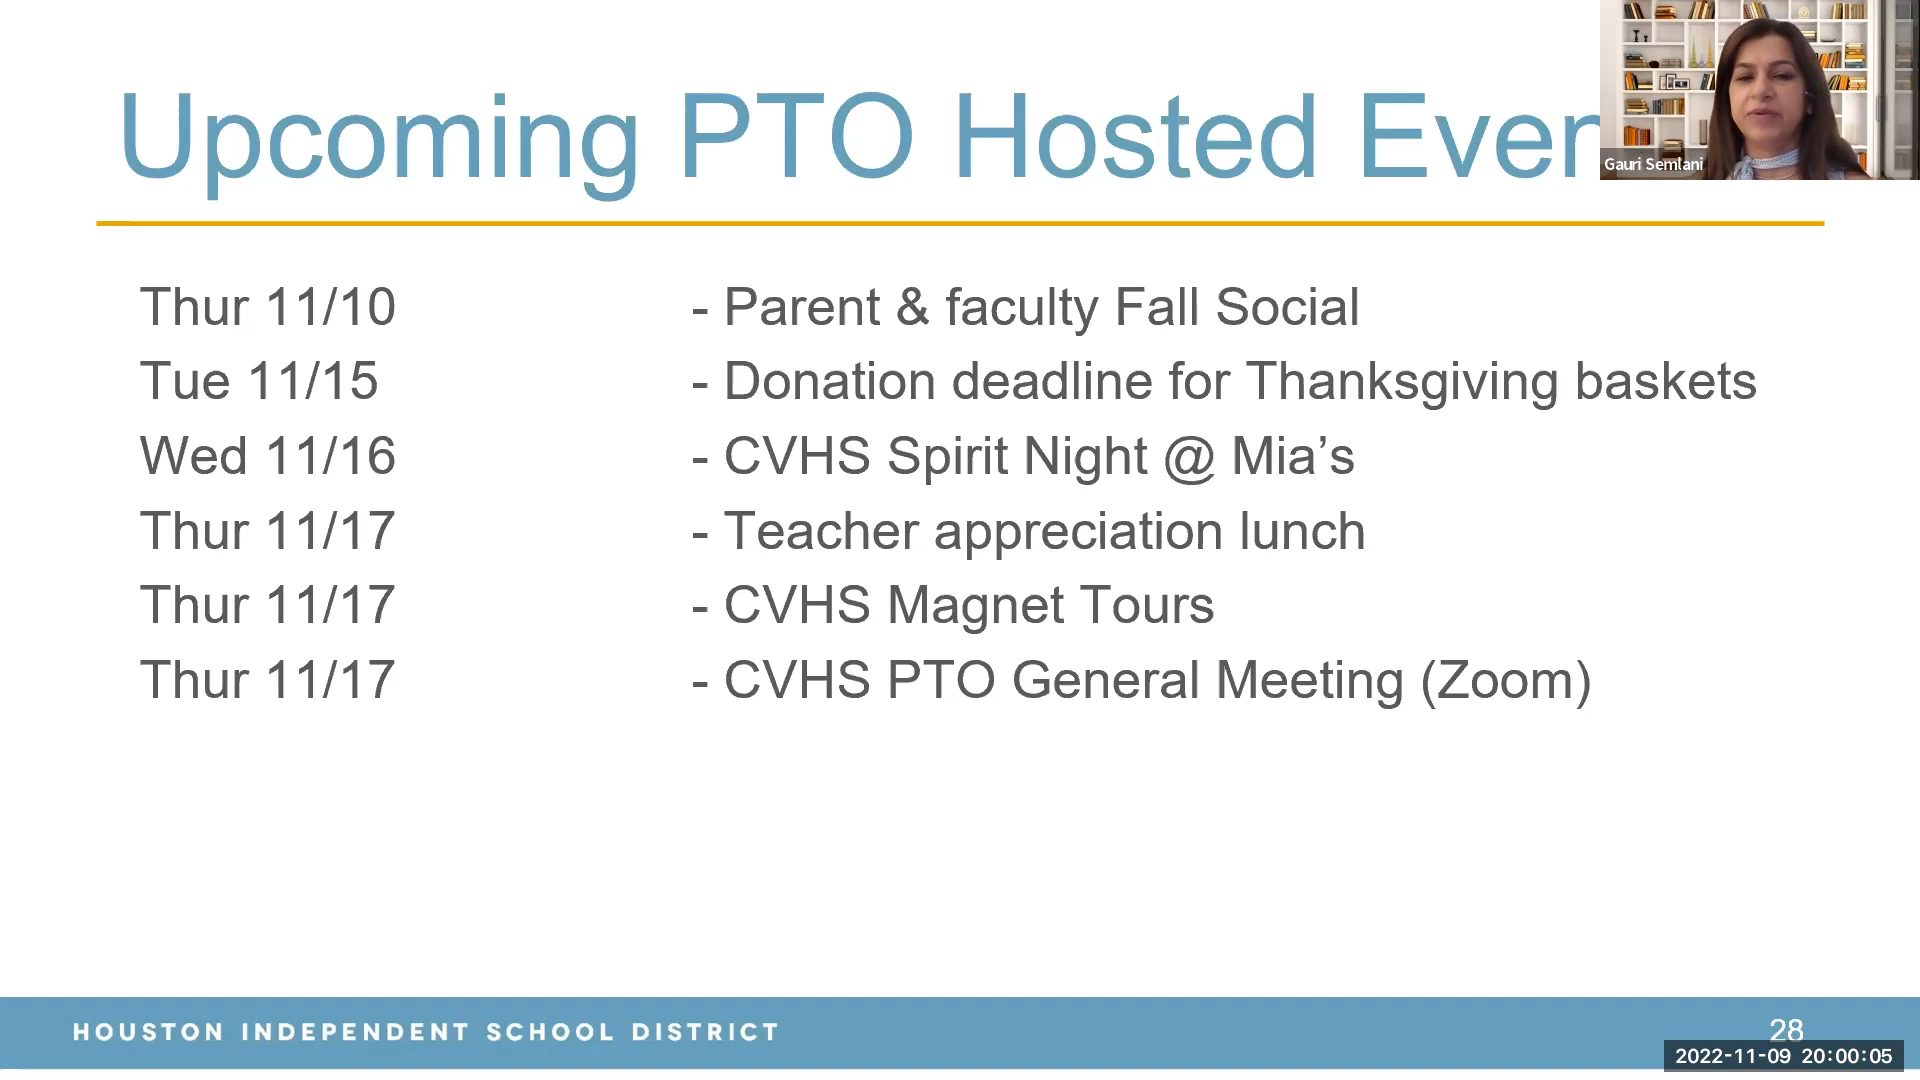 Upcoming PTO Hosted Even
Gauri Semlani
Thur 11/10 - Parent & faculty Fall Social
Tue 11/15 - Donation deadline for Thanksgiving baskets
Wed 11/16 - CVHS Spirit Night @ Mia’s
Thur 11/17 - Teacher appreciation lunch
Thur 11/17 - CVHS Magnet Tours
Thur 11/17 - CVHS PTO General Meeting (Zoom)
HOUSTON INDEPENDENT SCHOOL DISTRICT
28
2022-11-09 20:00:05